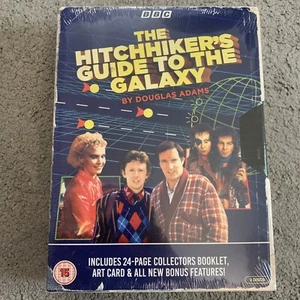 BBC
THE
HITCHHIKER'S
GUIDE TO THE
GALAXY
BY DOUGLAS ADAMS
15
INCLUDES 24-PAGE COLLECTORS BOOKLET,
ART CARD & ALL NEW BONUS FEATURES!